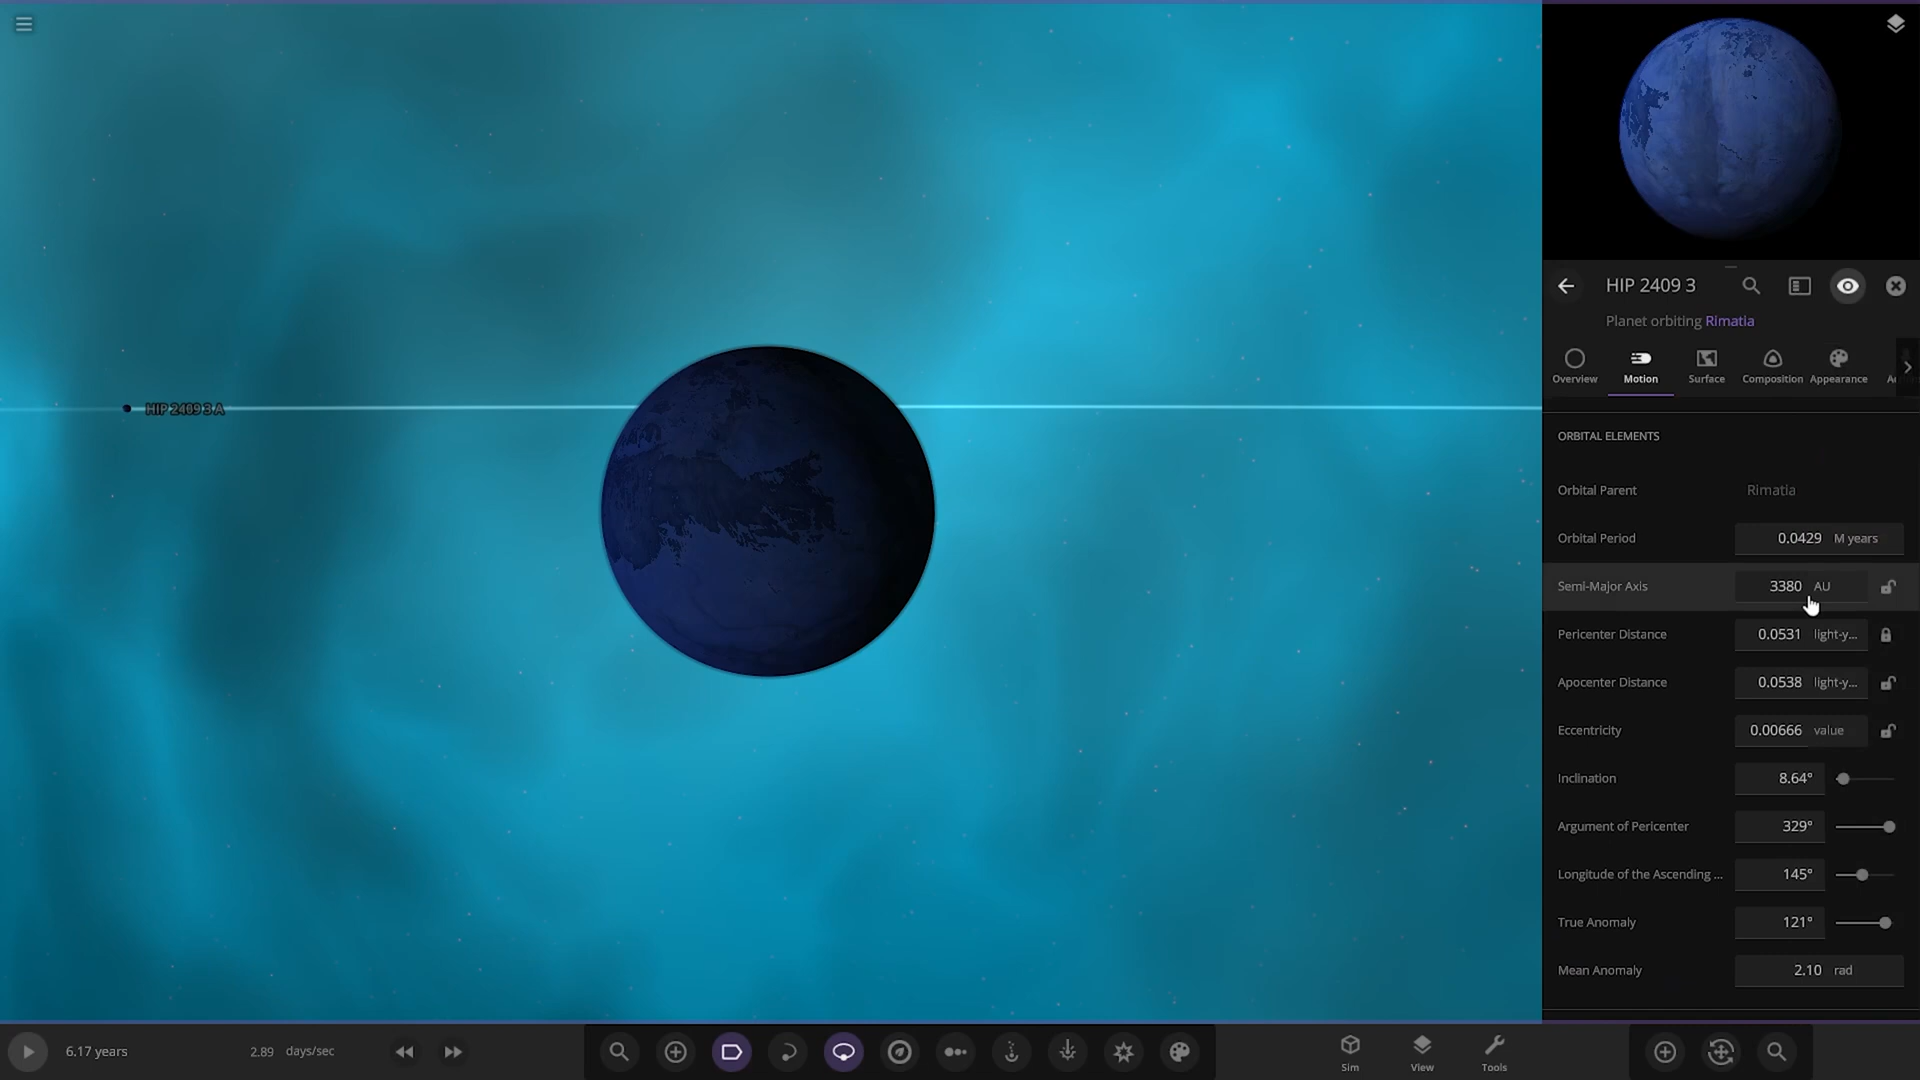 HIP 2409 3 A
HIP 2409 3
Planet orbiting Rimatia
Overview
Motion
Surface
Composition
Appearance
ORBITAL ELEMENTS
Orbital Parent Rimatia
Orbital Period 0.0429 M years
Semi-Major Axis 3380 AU
Pericenter Distance 0.0531 light-y...
Apocenter Distance 0.0538 light-y...
Eccentricity 0.00666 value
Inclination 8.64°
Argument of Pericenter 329°
Longitude of the Ascending ... 145°
True Anomaly 121°
Mean Anomaly 2.10 rad
6.17 years
2.89 days/sec
Sim
View
Tools